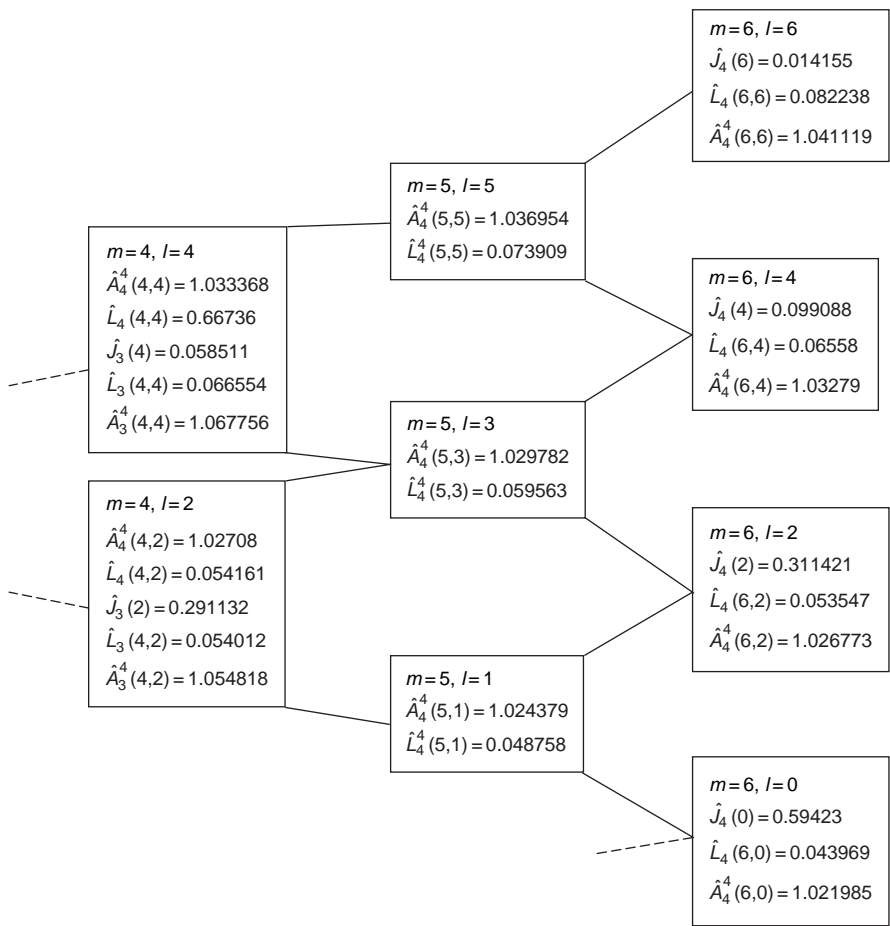 m=4, l=4
Â₄⁴(4,4)=1.033368
L̂₄(4,4)=0.66736
Ĵ₃(4)=0.058511
L̂₃(4,4)=0.066554
Â₃⁴(4,4)=1.067756
m=4, l=2
Â₄⁴(4,2)=1.02708
L̂₄(4,2)=0.054161
Ĵ₃(2)=0.291132
L̂₃(4,2)=0.054012
Â₃⁴(4,2)=1.054818
m=5, l=5
Â₄⁴(5,5)=1.036954
L̂₄⁴(5,5)=0.073909
m=5, l=3
Â₄⁴(5,3)=1.029782
L̂₄⁴(5,3)=0.059563
m=5, l=1
Â₄⁴(5,1)=1.024379
L̂₄⁴(5,1)=0.048758
m=6, l=6
Ĵ₄(6)=0.014155
L̂₄(6,6)=0.082238
Â₄⁴(6,6)=1.041119
m=6, l=4
Ĵ₄(4)=0.099088
L̂₄(6,4)=0.06558
Â₄⁴(6,4)=1.03279
m=6, l=2
Ĵ₄(2)=0.311421
L̂₄(6,2)=0.053547
Â₄⁴(6,2)=1.026773
m=6, l=0
Ĵ₄(0)=0.59423
L̂₄(6,0)=0.043969
Â₄⁴(6,0)=1.021985